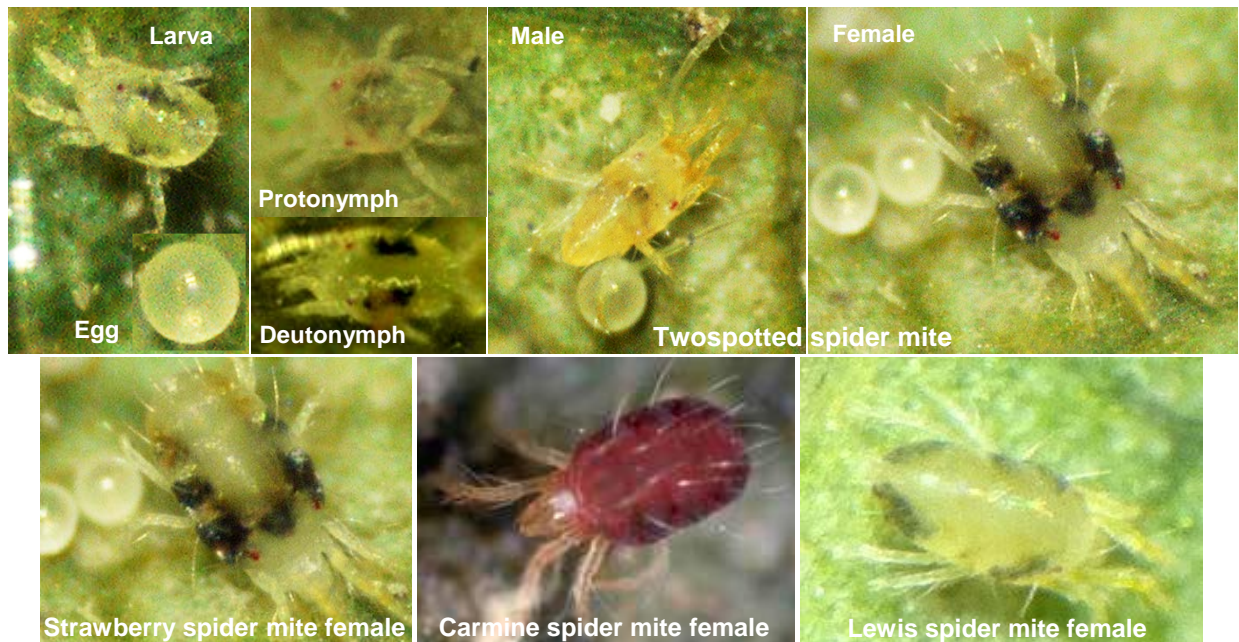 Larva
Egg
Protonymph
Deutonymph
Male
Female
Twospotted spider mite
Strawberry spider mite female
Carmine spider mite female
Lewis spider mite female